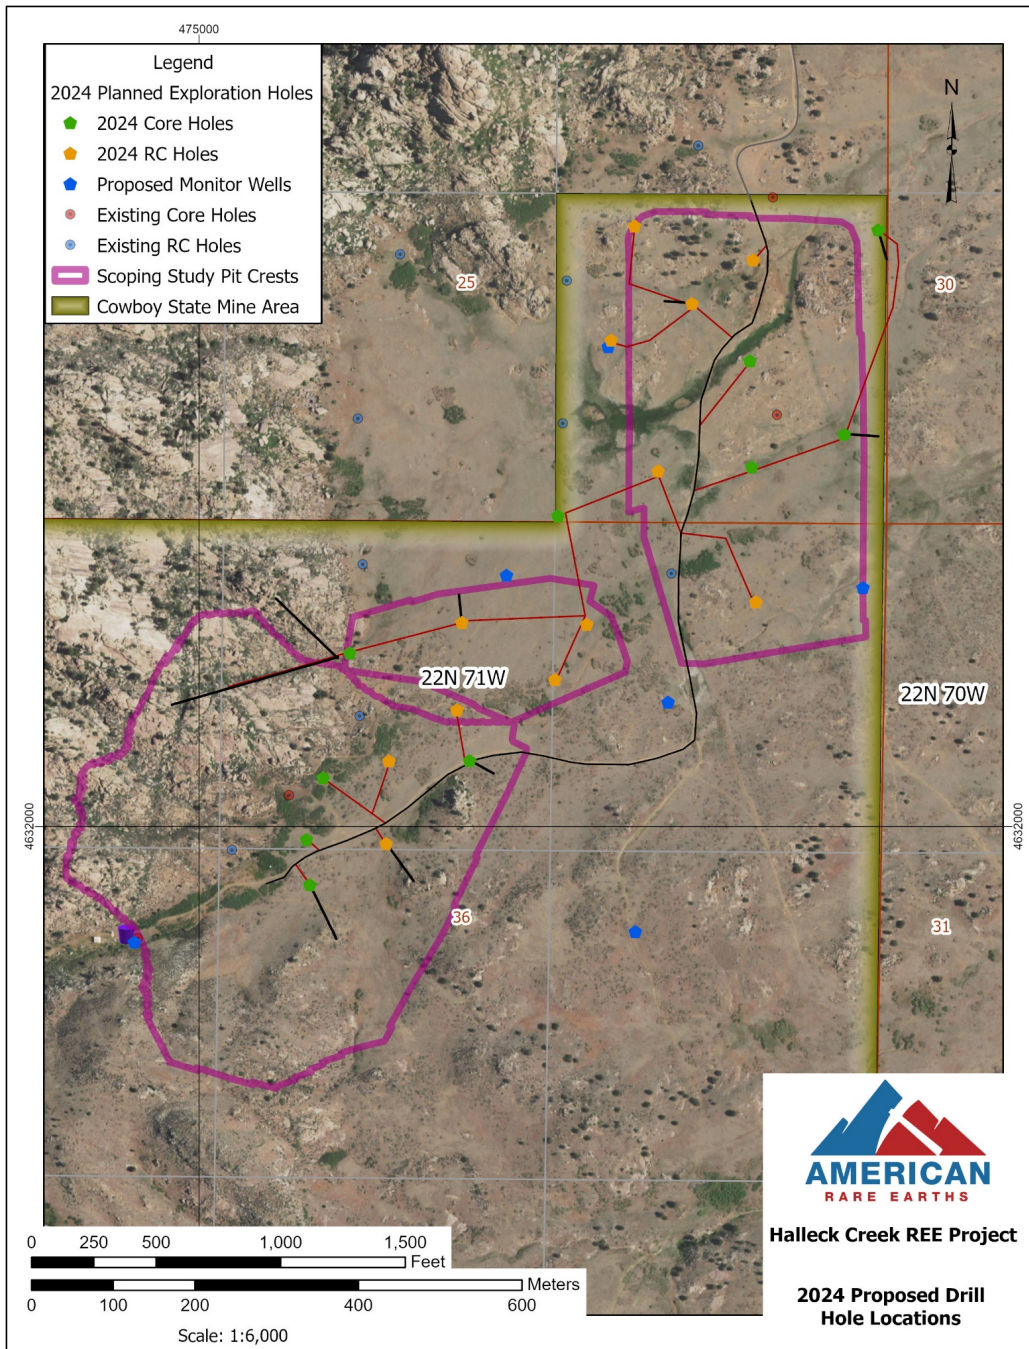 475000
Legend
2024 Planned Exploration Holes
2024 Core Holes
2024 RC Holes
Proposed Monitor Wells
Existing Core Holes
Existing RC Holes
Scoping Study Pit Crests
Cowboy State Mine Area
N
25
30
22N 71W
22N 70W
4632000
4632000
36
31
AMERICAN
RARE EARTHS
Halleck Creek REE Project
2024 Proposed Drill
Hole Locations
0 250 500 1,000 1,500
Feet
Meters
0 100 200 400 600
Scale: 1:6,000